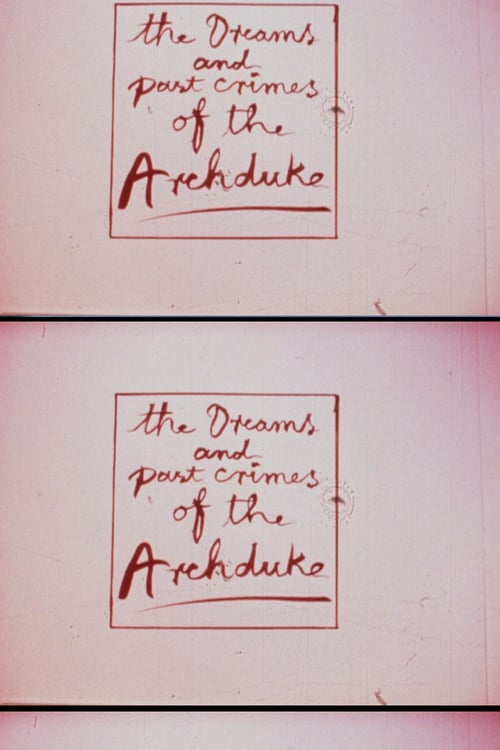 the Dreams
and
past crimes
of the
Archduke
the Dreams
and
past crimes
of the
Archduke